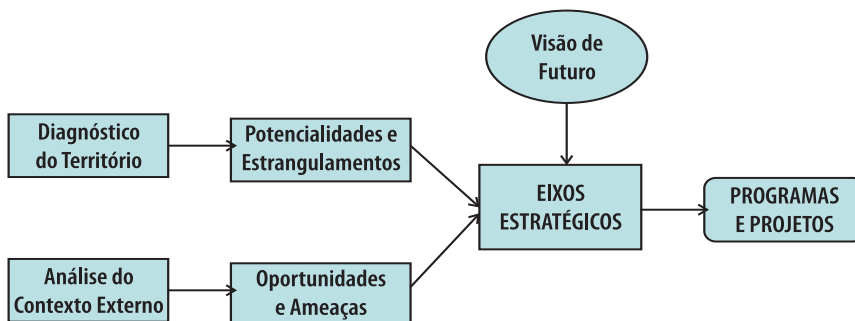 Visão de
Futuro
Diagnóstico
do Território
Potencialidades e
Estrangulamentos
EIXOS
ESTRATÉGICOS
PROGRAMAS
E PROJETOS
Análise do
Contexto Externo
Oportunidades
e Ameaças